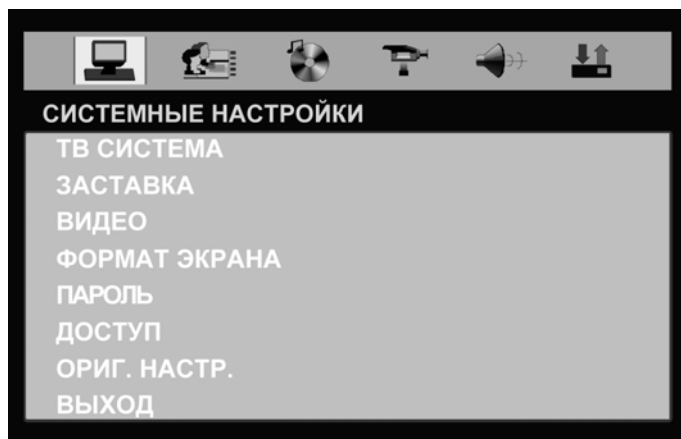 СИСТЕМНЫЕ НАСТРОЙКИ
ТВ СИСТЕМА
ЗАСТАВКА
ВИДЕО
ФОРМАТ ЭКРАНА
ПАРОЛЬ
ДОСТУП
ОРИГ. НАСТР.
ВЫХОД